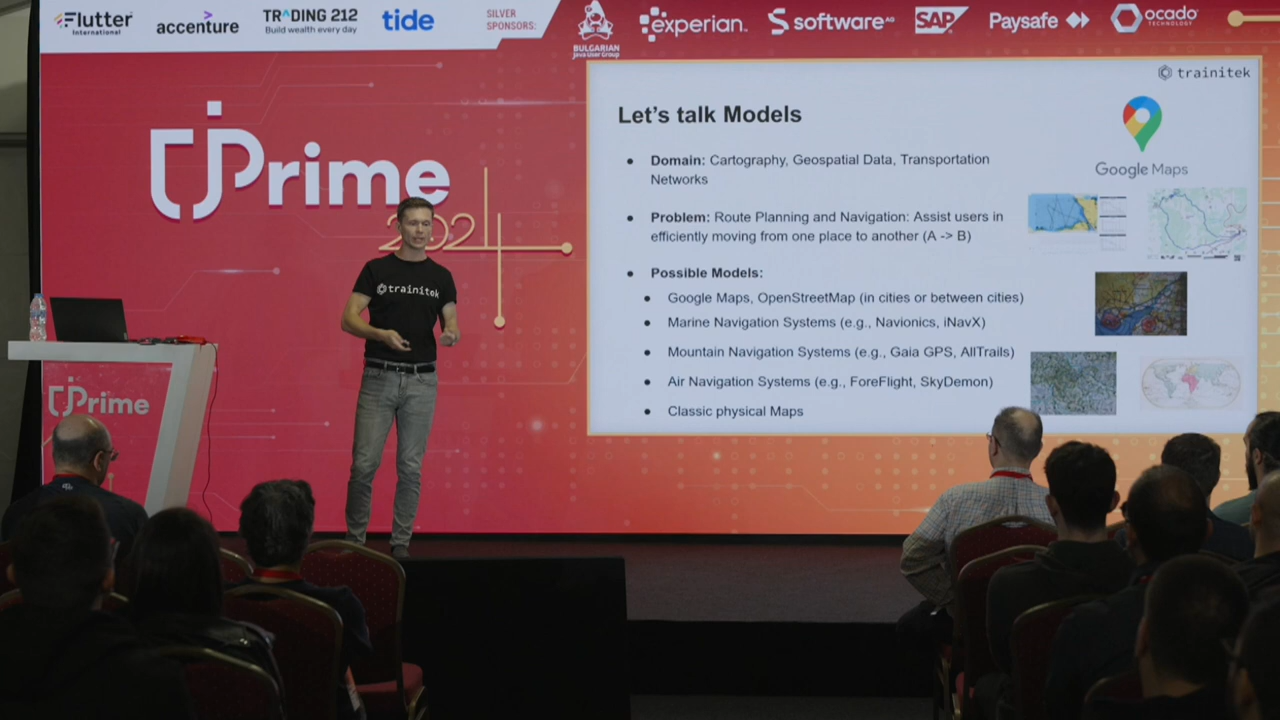 Flutter
International
accenture
TRADING 212
Build wealth every day
tide
SILVER
SPONSORS:
BULGARIAN
Java User Group
experian.
software AG
SAP
Paysafe
ocado
TECHNOLOGY
trainitek
Let's talk Models
Google Maps
● Domain: Cartography, Geospatial Data, Transportation
Networks
● Problem: Route Planning and Navigation: Assist users in
efficiently moving from one place to another (A -> B)
● Possible Models:
● Google Maps, OpenStreetMap (in cities or between cities)
● Marine Navigation Systems (e.g., Navionics, iNavX)
● Mountain Navigation Systems (e.g., Gaia GPS, AllTrails)
● Air Navigation Systems (e.g., ForeFlight, SkyDemon)
● Classic physical Maps
jPrime
2024
trainitek
jPrime